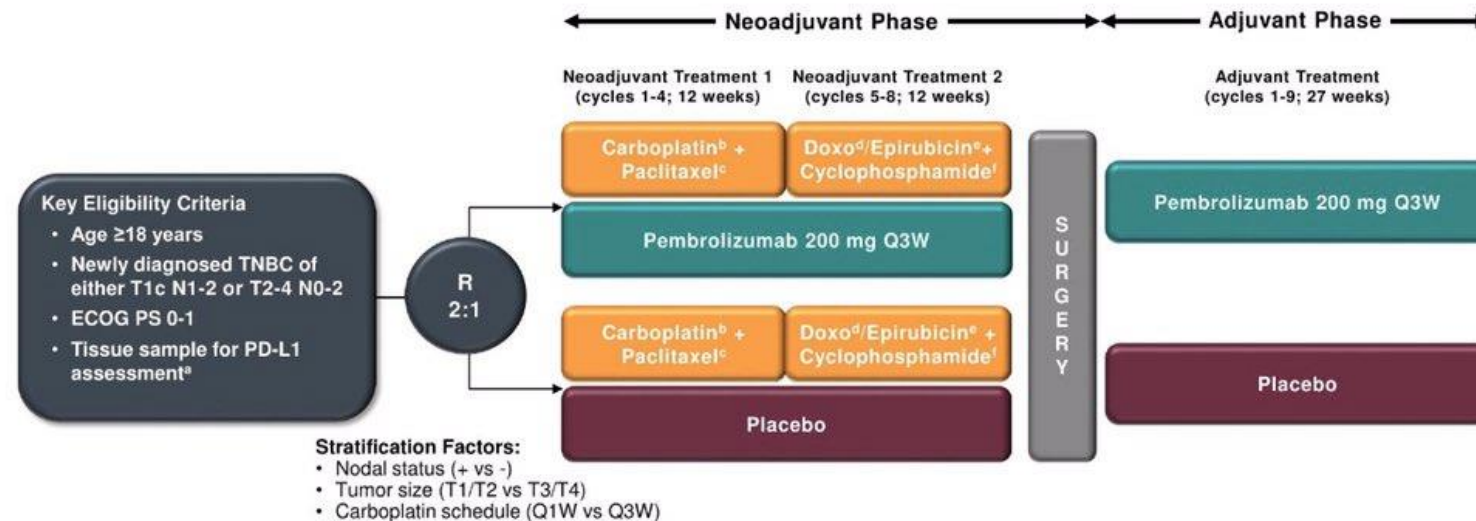 Neoadjuvant Phase
Adjuvant Phase
Neoadjuvant Treatment 1
(cycles 1-4; 12 weeks)
Neoadjuvant Treatment 2
(cycles 5-8; 12 weeks)
Adjuvant Treatment
(cycles 1-9; 27 weeks)
Key Eligibility Criteria
• Age ≥18 years
• Newly diagnosed TNBC of
either T1c N1-2 or T2-4 N0-2
• ECOG PS 0-1
• Tissue sample for PD-L1
assessmentᵃ
R
2:1
Carboplatinᵇ +
Paclitaxelᶜ
Doxoᵈ/Epirubicinᵉ+
Cyclophosphamideᶠ
Pembrolizumab 200 mg Q3W
Carboplatinᵇ +
Paclitaxelᶜ
Doxoᵈ/Epirubicinᵉ +
Cyclophosphamideᶠ
Placebo
SURGERY
Pembrolizumab 200 mg Q3W
Placebo
Stratification Factors:
• Nodal status (+ vs -)
• Tumor size (T1/T2 vs T3/T4)
• Carboplatin schedule (Q1W vs Q3W)